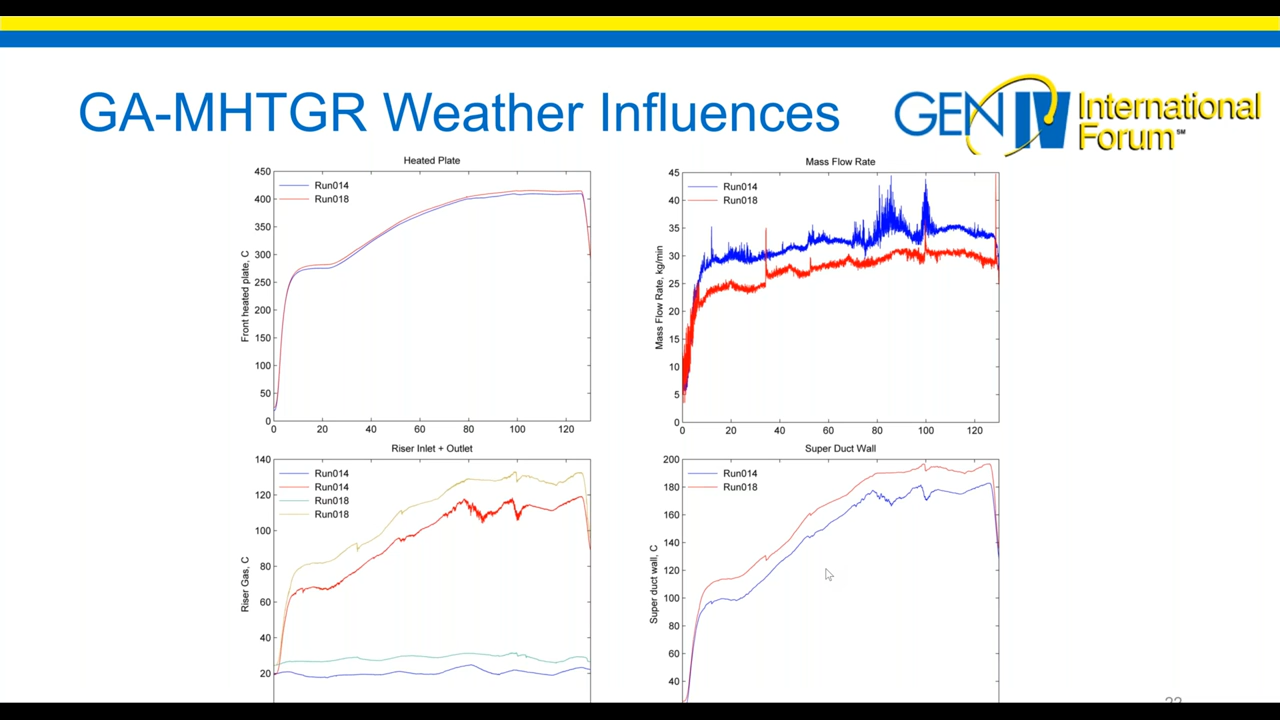 GA-MHTGR Weather Influences
GEN IV International
Forum℠
Heated Plate
450
400
350
300
250
200
150
100
50
0
Front heated plate, C
Run014
Run018
0 20 40 60 80 100 120
Mass Flow Rate
45
40
35
30
25
20
15
10
5
0
Mass Flow Rate, kg/min
Run014
Run018
0 20 40 60 80 100 120
Riser Inlet + Outlet
140
120
100
80
60
40
20
Riser Gas, C
Run014
Run014
Run018
Run018
Super Duct Wall
200
180
160
140
120
100
80
60
40
Super duct wall, C
Run014
Run018